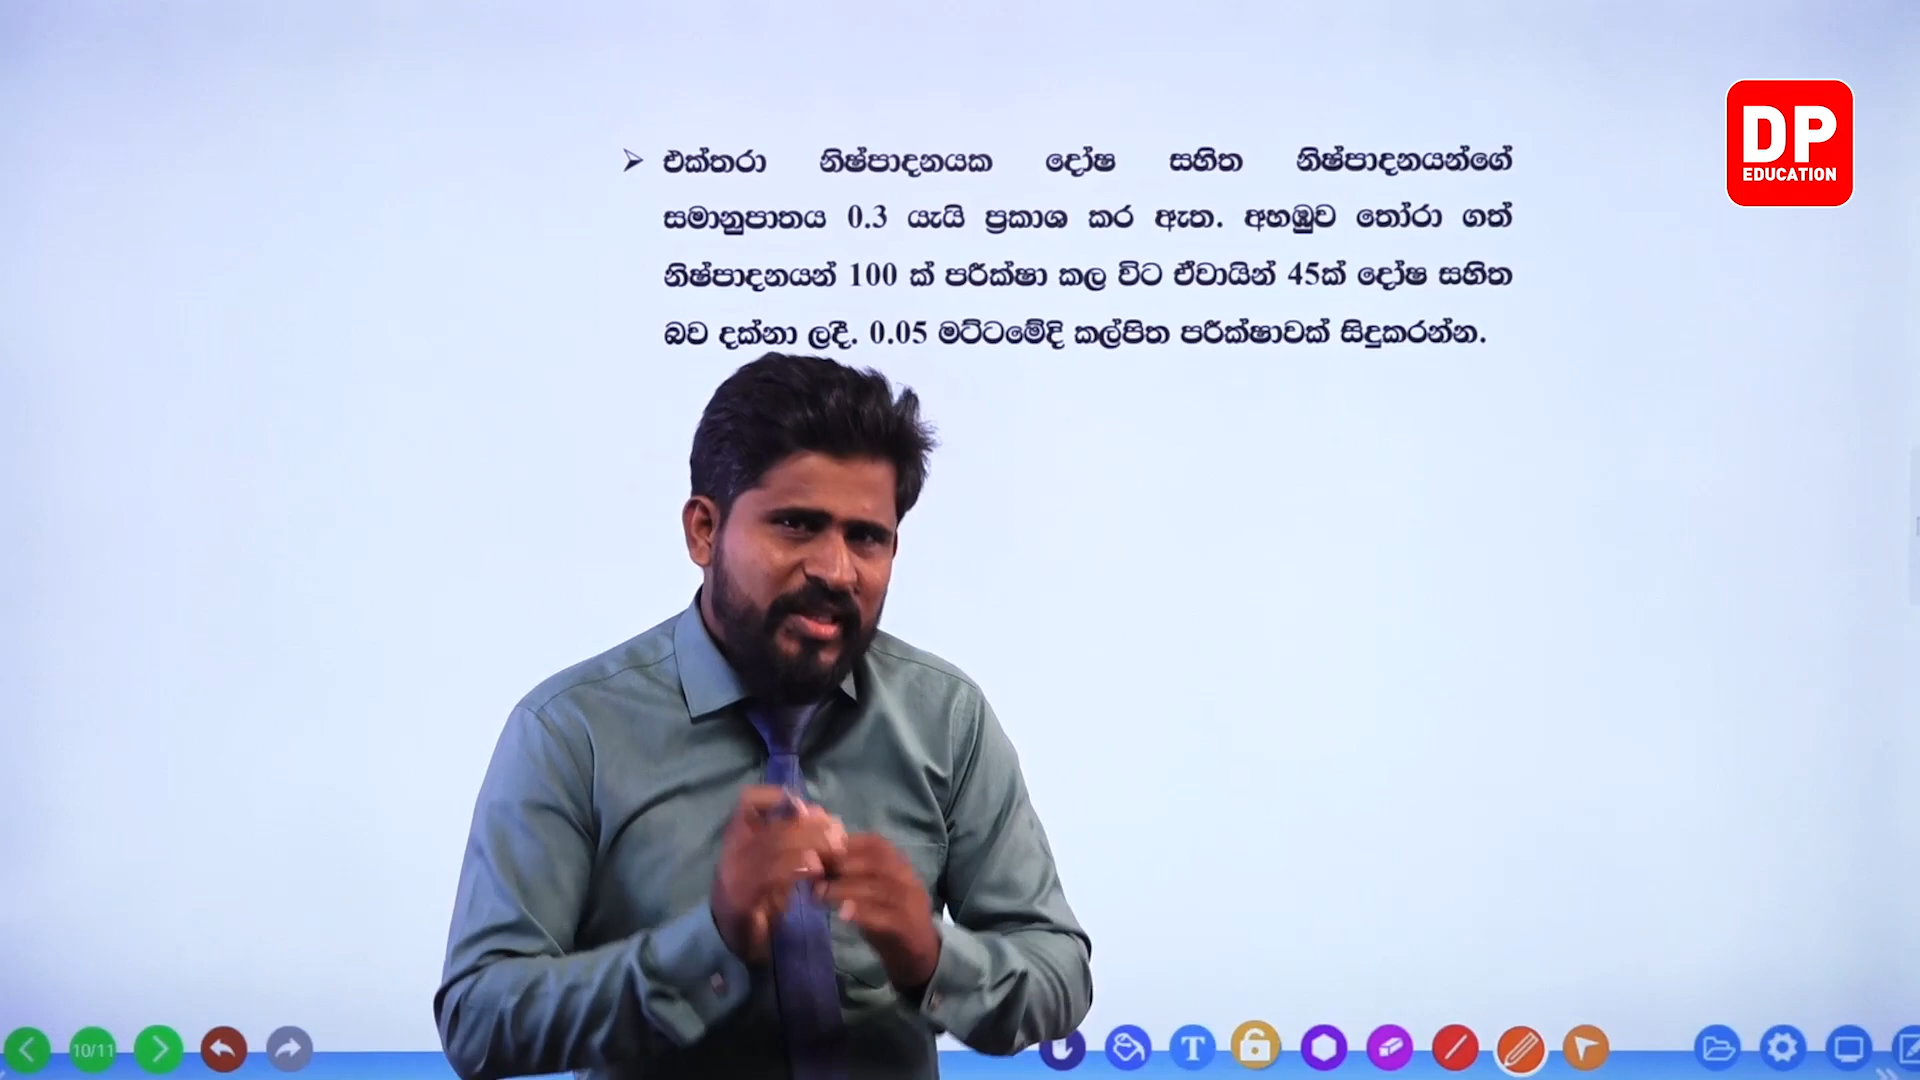 එක්තරා නිෂ්පාදනයක දෝෂ සහිත නිෂ්පාදනයන්ගේ
සමානුපාතය 0.3 යැයි ප්‍රකාශ කර ඇත. අහඹුව තෝරා ගත්
නිෂ්පාදනයන් 100 ක් පරීක්ෂා කල විට ඒවායින් 45ක් දෝෂ සහිත
බව දක්නා ලදී. 0.05 මට්ටමේදි කල්පිත පරීක්ෂාවක් සිදුකරන්න.
DP
EDUCATION
10/11
T